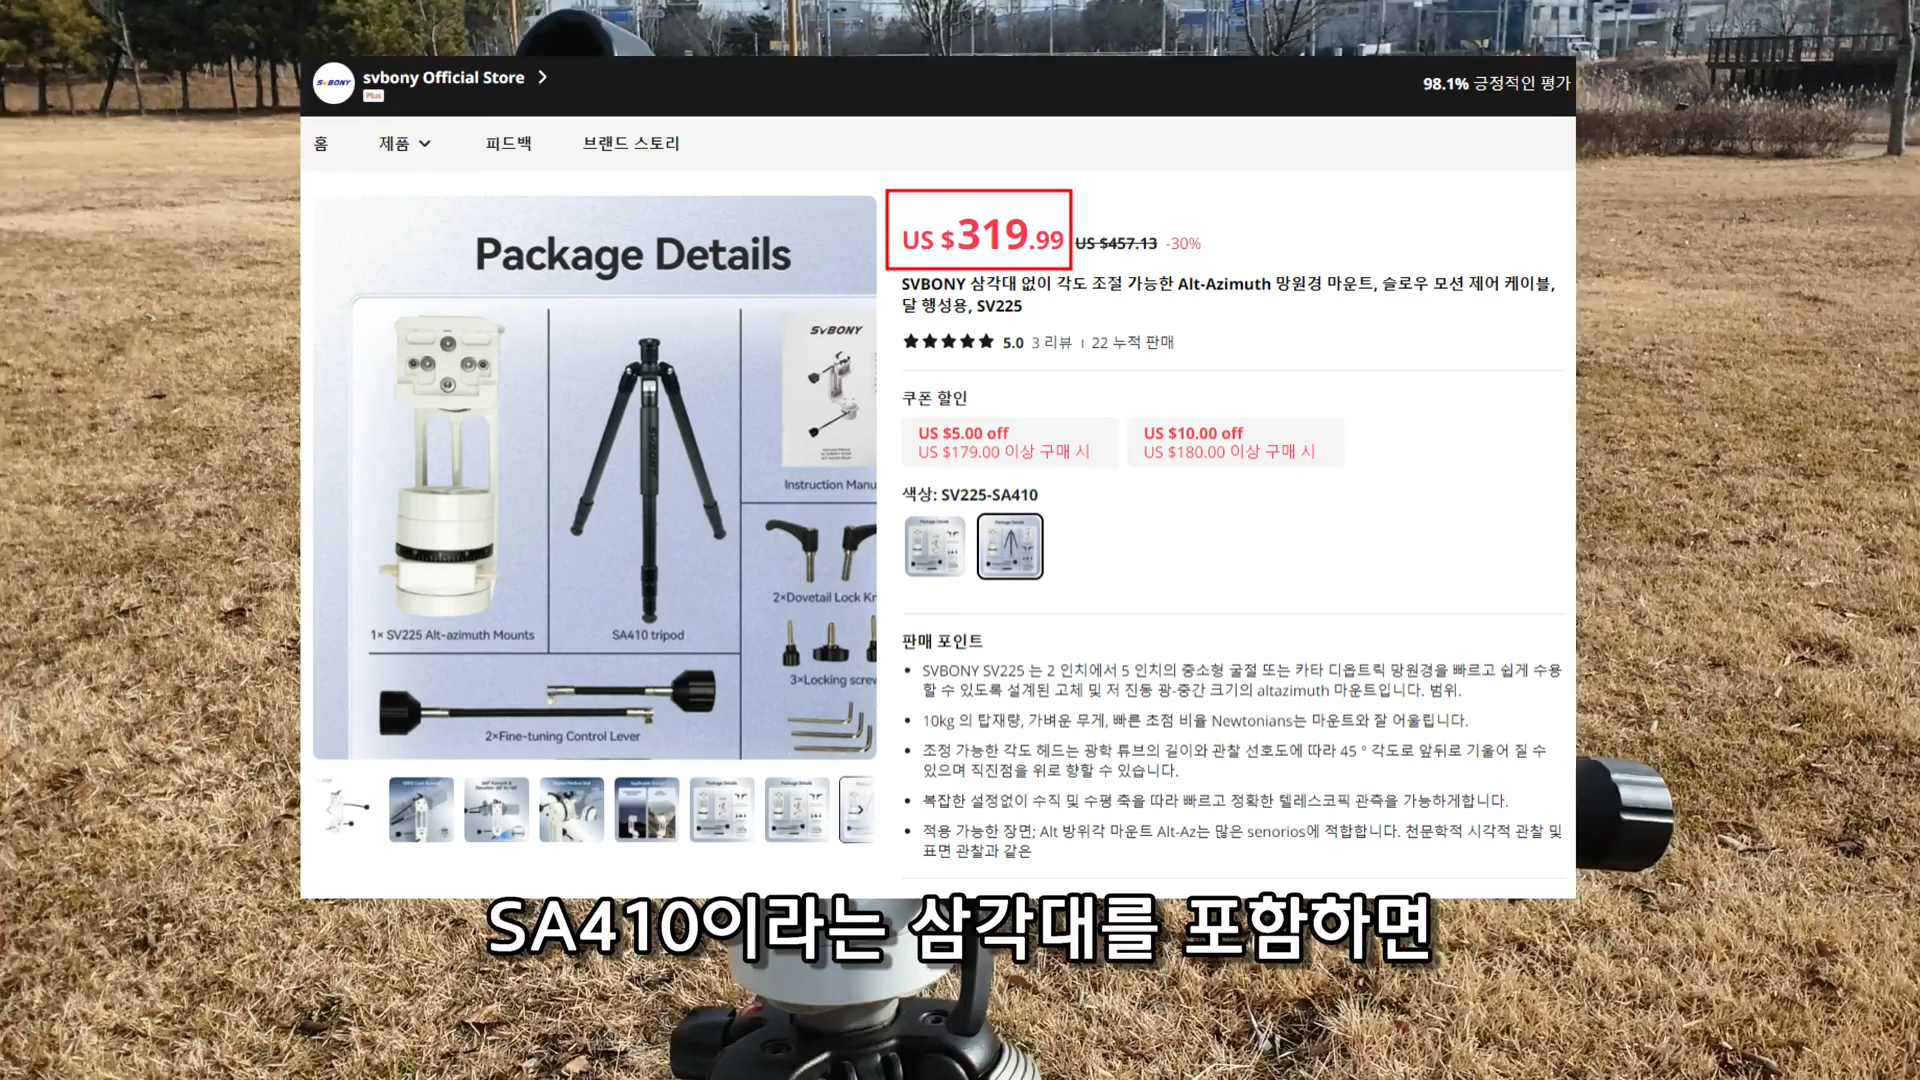 SVBONY
svbony Official Store
Plus
98.1% 긍정적인 평가
홈
제품
피드백
브랜드 스토리
Package Details
SVBONY
Instruction Manu
1× SV225 Alt-azimuth Mounts
SA410 tripod
2×Dovetail Lock Kn
3×Locking screw
2×Fine-tuning Control Lever
US $319.99
US $457.13 -30%
SVBONY 삼각대 없이 각도 조절 가능한 Alt-Azimuth 망원경 마운트, 슬로우 모션 제어 케이블,
달 행성용, SV225
5.0 3 리뷰 | 22 누적 판매
쿠폰 할인
US $5.00 off
US $179.00 이상 구매 시
US $10.00 off
US $180.00 이상 구매 시
색상: SV225-SA410
판매 포인트
SVBONY SV225 는 2 인치에서 5 인치의 중소형 굴절 또는 카타 디옵트릭 망원경을 빠르고 쉽게 수용
할 수 있도록 설계된 고체 및 저 진동 광-중간 크기의 altazimuth 마운트입니다. 범위.
10kg 의 탑재량, 가벼운 무게, 빠른 초점 비율 Newtonians는 마운트와 잘 어울립니다.
조정 가능한 각도 헤드는 광학 튜브의 길이와 관찰 선호도에 따라 45 ° 각도로 앞뒤로 기울어 질 수
있으며 직진점을 위로 향할 수 있습니다.
복잡한 설정없이 수직 및 수평 축을 따라 빠르고 정확한 텔레스코픽 관측을 가능하게합니다.
적용 가능한 장면; Alt 방위각 마운트 Alt-Az는 많은 senorios에 적합합니다. 천문학적 시각적 관찰 및
표면 관찰과 같은
SA410이라는 삼각대를 포함하면